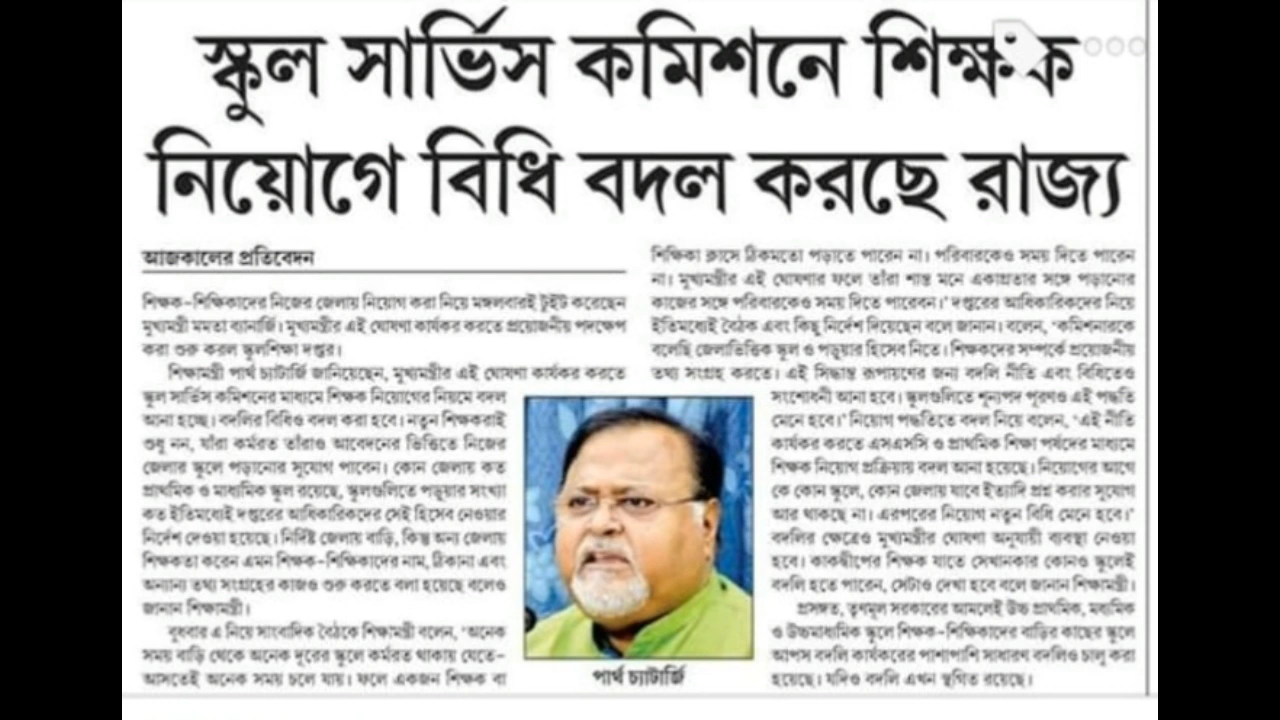 স্কুল সার্ভিস কমিশনে শিক্ষক
নিয়োগে বিধি বদল করছে রাজ্য
আজকালের প্রতিবেদন
শিক্ষক–শিক্ষিকাদের নিজের জেলায় নিয়োগ করা নিয়ে মঙ্গলবারই টুইট করেছেন
মুখ্যমন্ত্রী মমতা ব্যানার্জি। মুখ্যমন্ত্রীর এই ঘোষণা কার্যকর করতে প্রয়োজনীয় পদক্ষেপ
করা শুরু করল স্কুলশিক্ষা দপ্তর।
শিক্ষামন্ত্রী পার্থ চ্যাটার্জি জানিয়েছেন, মুখ্যমন্ত্রীর এই ঘোষণা কার্যকর করতে
স্কুল সার্ভিস কমিশনের মাধ্যমে শিক্ষক নিয়োগের নিয়মে বদল
আনা হচ্ছে। বদলির বিধিও বদল করা হবে। নতুন শিক্ষকরাই
শুধু নন, যাঁরা কর্মরত তাঁরাও আবেদনের ভিত্তিতে নিজের
জেলার স্কুলে পড়ানোর সুযোগ পাবেন। কোন জেলায় কত
প্রাথমিক ও মাধ্যমিক স্কুল রয়েছে, স্কুলগুলিতে পড়ুয়ার সংখ্যা
কত ইতিমধ্যেই দপ্তরের আধিকারিকদের সেই হিসেব নেওয়ার
নির্দেশ দেওয়া হয়েছে। নির্দিষ্ট জেলায় বাড়ি, কিন্তু অন্য জেলায়
শিক্ষকতা করেন এমন শিক্ষক–শিক্ষিকাদের নাম, ঠিকানা এবং
অন্যান্য তথ্য সংগ্রহের কাজও শুরু করতে বলা হয়েছে বলেও
জানান শিক্ষামন্ত্রী।
বুধবার এ নিয়ে সাংবাদিক বৈঠকে শিক্ষামন্ত্রী বলেন, ‘অনেক
সময় বাড়ি থেকে অনেক দূরের স্কুলে কর্মরত থাকায় যেতে–
আসতেই অনেক সময় চলে যায়। ফলে একজন শিক্ষক বা
পার্থ চ্যাটার্জি
শিক্ষিকা ক্লাসে ঠিকমতো পড়াতে পারেন না। পরিবারকেও সময় দিতে পারেন
না। মুখ্যমন্ত্রীর এই ঘোষণার ফলে তাঁরা শান্ত মনে একাগ্রতার সঙ্গে পড়ানোর
কাজের সঙ্গে পরিবারকেও সময় দিতে পারবেন।’ দপ্তরের আধিকারিকদের নিয়ে
ইতিমধ্যেই বৈঠক এবং কিছু নির্দেশ দিয়েছেন বলে জানান। বলেন, ‘কমিশনারকে
বলেছি জেলাভিত্তিক স্কুল ও পড়ুয়ার হিসেব নিতে। শিক্ষকদের সম্পর্কে প্রয়োজনীয়
তথ্য সংগ্রহ করতে। এই সিদ্ধান্ত রূপায়ণের জন্য বদলি নীতি এবং বিধিতেও
সংশোধনী আনা হবে। স্কুলগুলিতে শূন্যপদ পূরণও এই পদ্ধতি
মেনে হবে।’ নিয়োগ পদ্ধতিতে বদল নিয়ে বলেন, ‘এই নীতি
কার্যকর করতে এসএসসি ও প্রাথমিক শিক্ষা পর্ষদের মাধ্যমে
শিক্ষক নিয়োগ প্রক্রিয়ায় বদল আনা হয়েছে। নিয়োগের আগে
কে কোন স্কুলে, কোন জেলায় যাবে ইত্যাদি প্রশ্ন করার সুযোগ
আর থাকছে না। এরপরের নিয়োগ নতুন বিধি মেনে হবে।’
বদলির ক্ষেত্রেও মুখ্যমন্ত্রীর ঘোষণা অনুযায়ী ব্যবস্থা নেওয়া
হবে। কাকদ্বীপের শিক্ষক যাতে সেখানকার কোনও স্কুলেই
বদলি হতে পারেন, সেটাও দেখা হবে বলে জানান শিক্ষামন্ত্রী।
প্রসঙ্গত, তৃণমূল সরকারের আমলেই উচ্চ প্রাথমিক, মধ্যমিক
ও উচ্চমাধ্যমিক স্কুলে শিক্ষক–শিক্ষিকাদের বাড়ির কাছের স্কুলে
আপস বদলি কার্যকরের পাশাপাশি সাধারণ বদলিও চালু করা
হয়েছে। যদিও বদলি এখন স্থগিত রয়েছে।